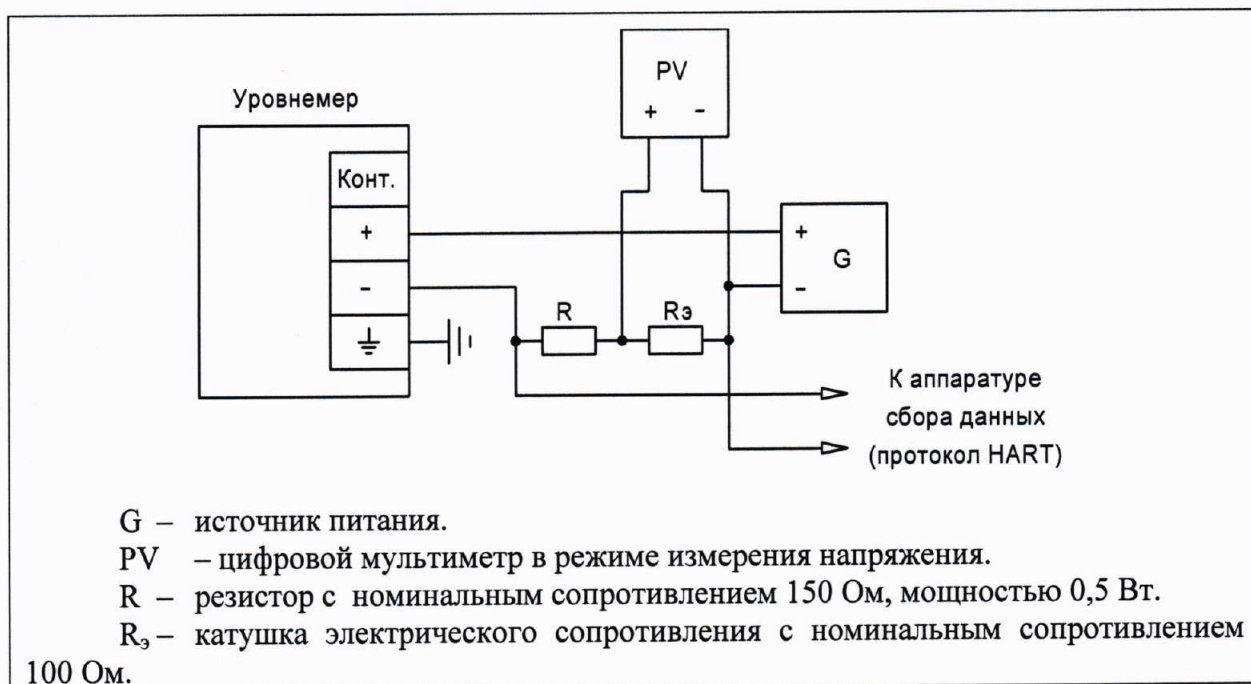 PV
+ -
Уровнемер
Конт.
+
-
+
-
G
R
Rэ
К аппаратуре
сбора данных
(протокол HART)
G – источник питания.
PV – цифровой мультиметр в режиме измерения напряжения.
R – резистор с номинальным сопротивлением 150 Ом, мощностью 0,5 Вт.
Rэ – катушка электрического сопротивления с номинальным сопротивлением
100 Ом.